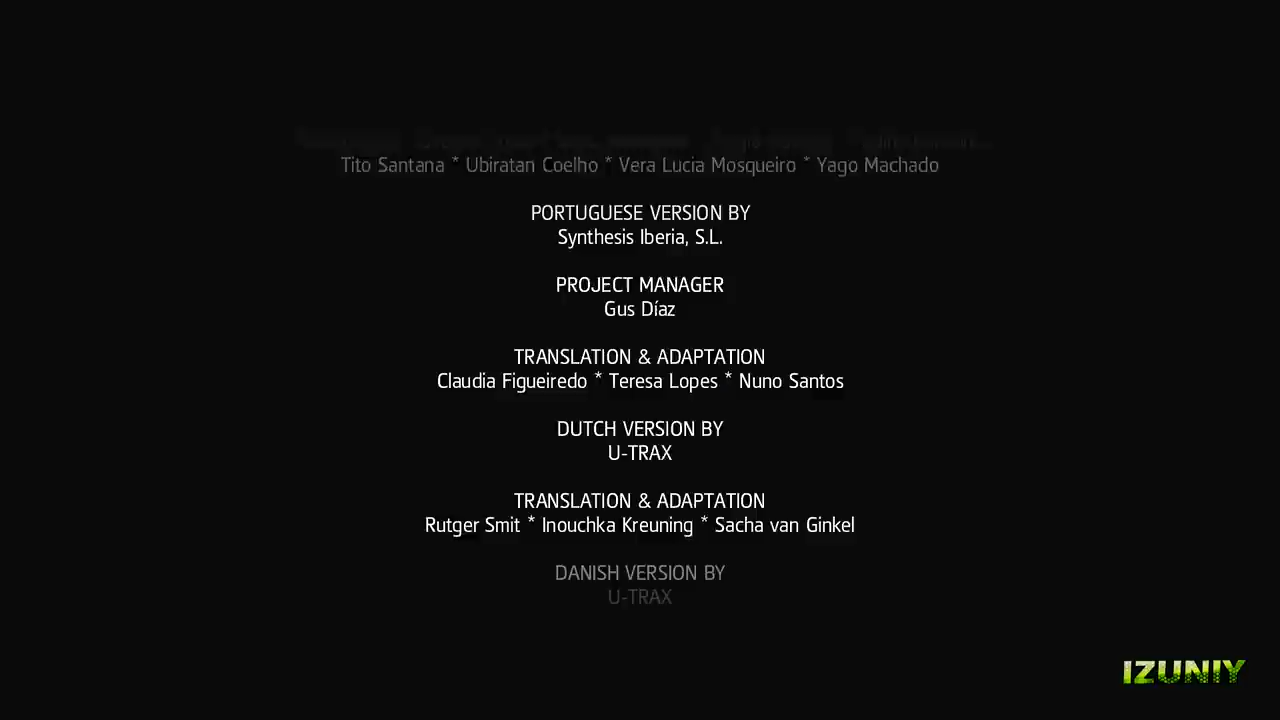 Tito Santana * Ubiratan Coelho * Vera Lucia Mosqueiro * Yago Machado
PORTUGUESE VERSION BY
Synthesis Iberia, S.L.
PROJECT MANAGER
Gus Díaz
TRANSLATION & ADAPTATION
Claudia Figueiredo * Teresa Lopes * Nuno Santos
DUTCH VERSION BY
U-TRAX
TRANSLATION & ADAPTATION
Rutger Smit * Inouchka Kreuning * Sacha van Ginkel
DANISH VERSION BY
U-TRAX
IZUNIY